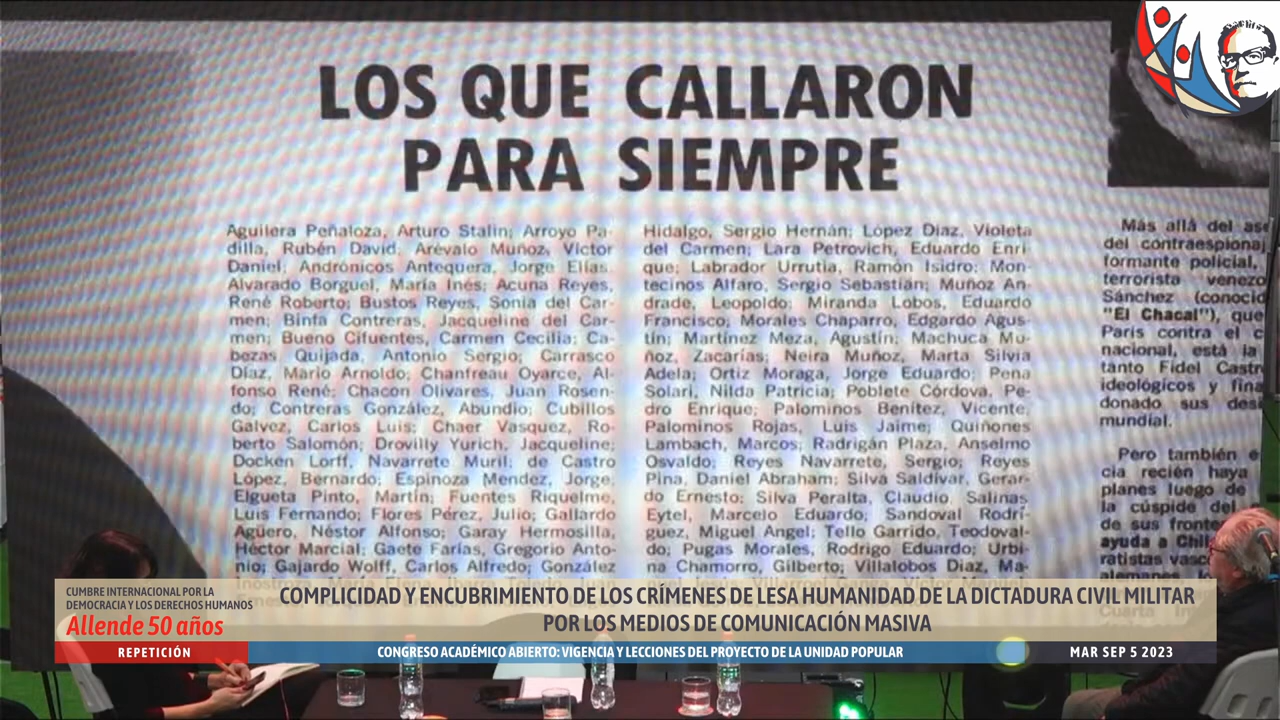 LOS QUE CALLARON
PARA SIEMPRE
Aguilera Peñaloza, Arturo Stalin; Arroyo Pa-
dilla, Rubén David; Arévalo Muñoz, Víctor
Daniel; Andrónicos Antequera, Jorge Elías.
Alvarado Borguel, María Inés; Acuna Reyes,
René Roberto; Bustos Reyes, Sonia del Car-
men; Binfa Contreras, Jacqueline del Car-
men; Bueno Cifuentes, Carmen Cecilia; Ca-
bezas Quijada, Antonio Sergio; Carrasco
Díaz, Mario Arnoldo; Chanfreau Oyarce, Al-
fonso René; Chacon Olivares, Juan Rosen-
do; Contreras González, Abundio; Cubillos
Galvez, Carlos Luis; Chaer Vasquez, Ro-
berto Salomón; Drovilly Yurich, Jacqueline;
Docken Lorff, Navarrete Muril; de Castro
López, Bernardo; Espinoza Mendez, Jorge.
Elgueta Pinto, Martín; Fuentes Riquelme,
Luis Fernando; Flores Pérez, Julio; Gallardo
Agüero, Néstor Alfonso; Garay Hermosilla,
Héctor Marcial; Gaete Farías, Gregorio Anto-
nio; Gajardo Wolff, Carlos Alfredo; González
Hidalgo, Sergio Hernán; López Díaz, Violeta
del Carmen; Lara Petrovich, Eduardo Enri-
que; Labrador Urrutia, Ramón Isidro; Mon-
tecinos Alfaro, Sergio Sebastián; Muñoz An-
drade, Leopoldo; Miranda Lobos, Eduardo
Francisco; Morales Chaparro, Edgardo Agus-
tín; Martínez Meza, Agustín; Machuca Mu-
ñoz, Zacarías; Neira Muñoz, Marta Silvia
Adela; Ortiz Moraga, Jorge Eduardo; Pena
Solari, Nilda Patricia; Poblete Córdova, Pe-
dro Enrique; Palominos Benítez, Vicente,
Palominos Rojas, Luis Jaime; Quiñones
Lambach, Marcos; Radrigán Plaza, Anselmo
Osvaldo; Reyes Navarrete, Sergio; Reyes
Pina, Daniel Abraham; Silva Saldívar, Gerar-
do Ernesto; Silva Peralta, Claudio, Salinas
Eytel, Marcelo Eduardo; Sandoval Rodrí-
guez, Miguel Angel; Tello Garrido, Teodoval-
do; Pugas Morales, Rodrigo Eduardo; Urbi-
na Chamorro, Gilberto; Villalobos Díaz, Ma-
Más allá del
del contraespiona
formante policial,
terrorista venezo
Sánchez (conocid
"El Chacal"), que
París contra el c
nacional, está la
tanto Fidel Castr
ideológicos y fina
donado sus des
mundial.
Pero también e
cia recién haya
planes luego de
la cúspide del
de sus fronte
ayuda a Chil
ratistas vasc
CUMBRE INTERNACIONAL POR LA
DEMOCRACIA Y LOS DERECHOS HUMANOS
Allende 50 años
REPETICIÓN
COMPLICIDAD Y ENCUBRIMIENTO DE LOS CRÍMENES DE LESA HUMANIDAD DE LA DICTADURA CIVIL MILITAR
POR LOS MEDIOS DE COMUNICACIÓN MASIVA
CONGRESO ACADÉMICO ABIERTO: VIGENCIA Y LECCIONES DEL PROYECTO DE LA UNIDAD POPULAR
MAR SEP 5 2023